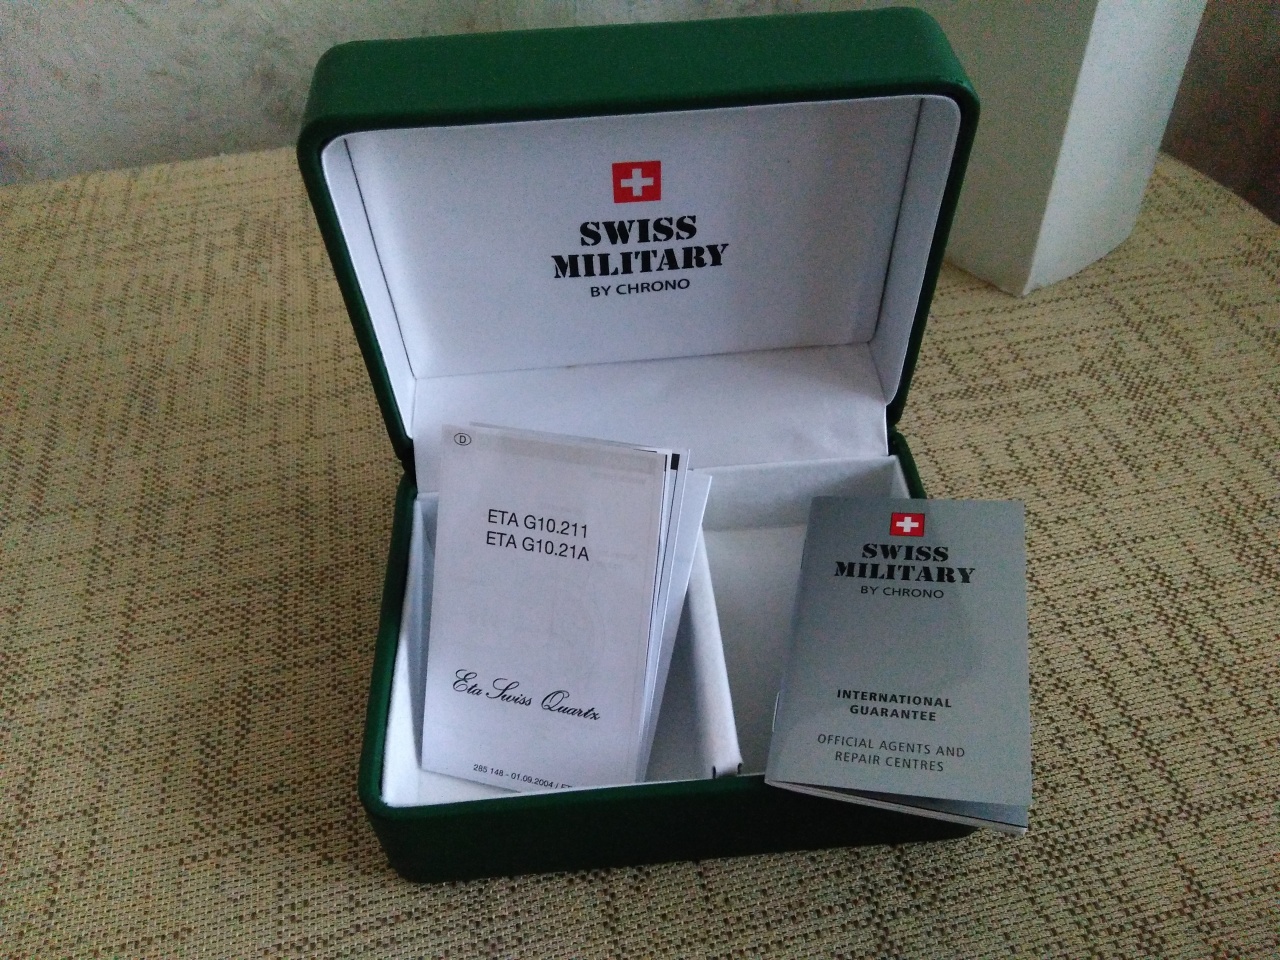 SWISS
MILITARY
BY CHRONO
D
ETA G10.211
ETA G10.21A
Eta Swiss Quartz
285 148 - 01.09.2004 /
SWISS
MILITARY
BY CHRONO
INTERNATIONAL
GUARANTEE
OFFICIAL AGENTS AND
REPAIR CENTRES